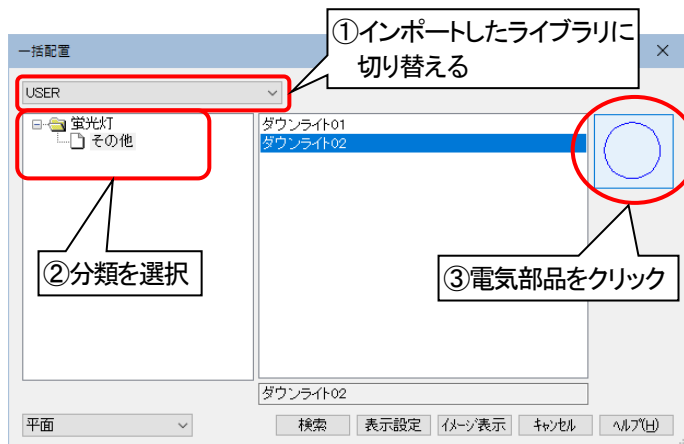 ①インポートしたライブラリに
切り替える
一括配置
USER
蛍光灯
その他
ダウンライト01
ダウンライト02
②分類を選択
③電気部品をクリック
ダウンライト02
平面
検索
表示設定
イメージ表示
キャンセル
ヘルプ(H)